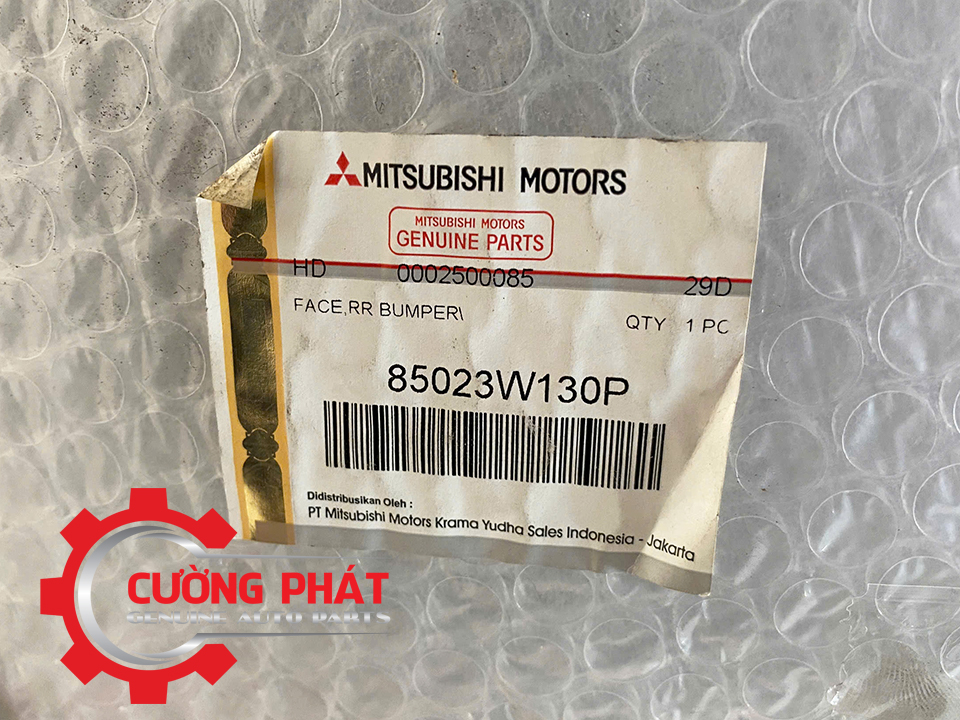 MITSUBISHI MOTORS
MITSUBISHI MOTORS
GENUINE PARTS
HD 0002500085 29D
FACE,RR BUMPER\
QTY 1 PC
85023W130P
Didistribusikan Oleh :
PT Mitsubishi Motors Krama Yudha Sales Indonesia - Jakarta
CƯỜNG PHÁT
GENUINE AUTO PARTS